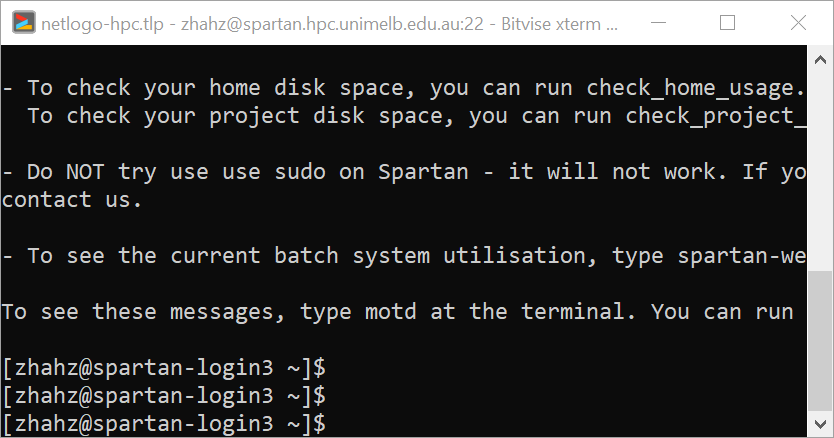 netlogo-hpc.tlp - zhahz@spartan.hpc.unimelb.edu.au:22 - Bitvise xterm ...
- To check your home disk space, you can run check_home_usage.
To check your project disk space, you can run check_project_
- Do NOT try use use sudo on Spartan - it will not work. If yo
contact us.
- To see the current batch system utilisation, type spartan-we
To see these messages, type motd at the terminal. You can run
[zhahz@spartan-login3 ~]$
[zhahz@spartan-login3 ~]$
[zhahz@spartan-login3 ~]$